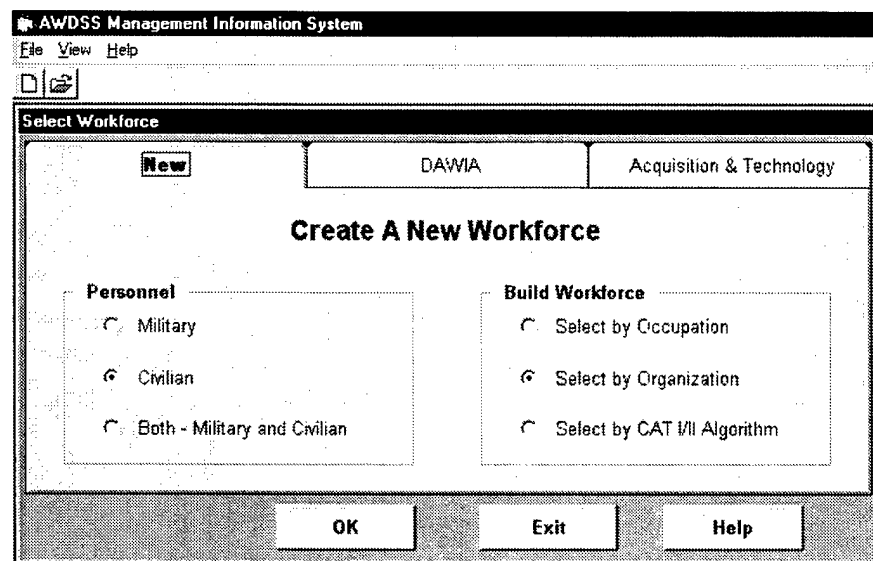 AWDSS Management Information System
File View Help
Select Workforce
New DAWIA Acquisition & Technology
Create A New Workforce
Personnel Build Workforce
Military Select by Occupation
Civilian Select by Organization
Both - Military and Civilian Select by CAT I/II Algorithm
OK Exit Help